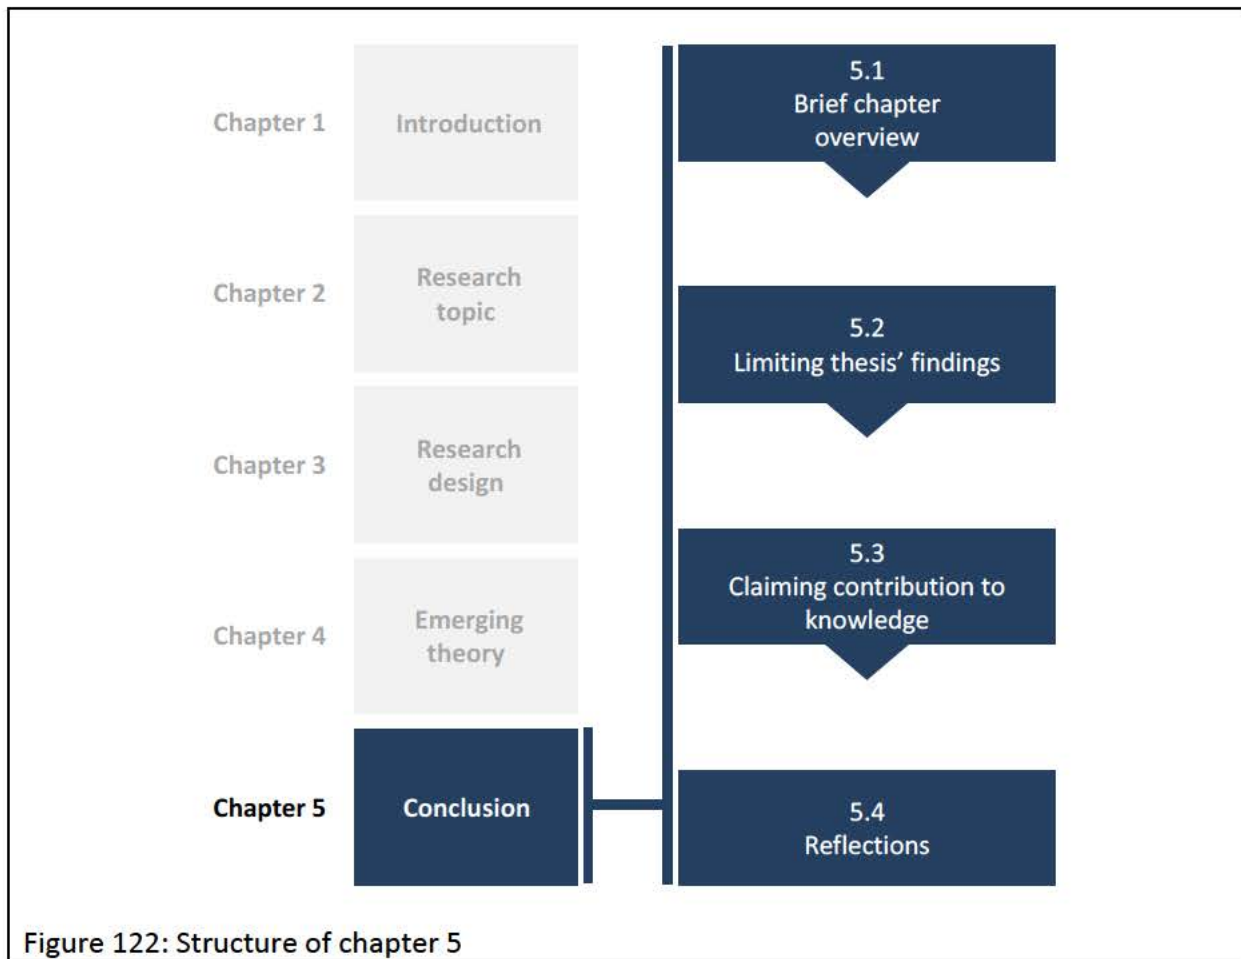 Chapter 1
Introduction
Chapter 2
Research
topic
Chapter 3
Research
design
Chapter 4
Emerging
theory
Chapter 5
Conclusion
5.1
Brief chapter
overview
5.2
Limiting thesis’ findings
5.3
Claiming contribution to
knowledge
5.4
Reflections
Figure 122: Structure of chapter 5